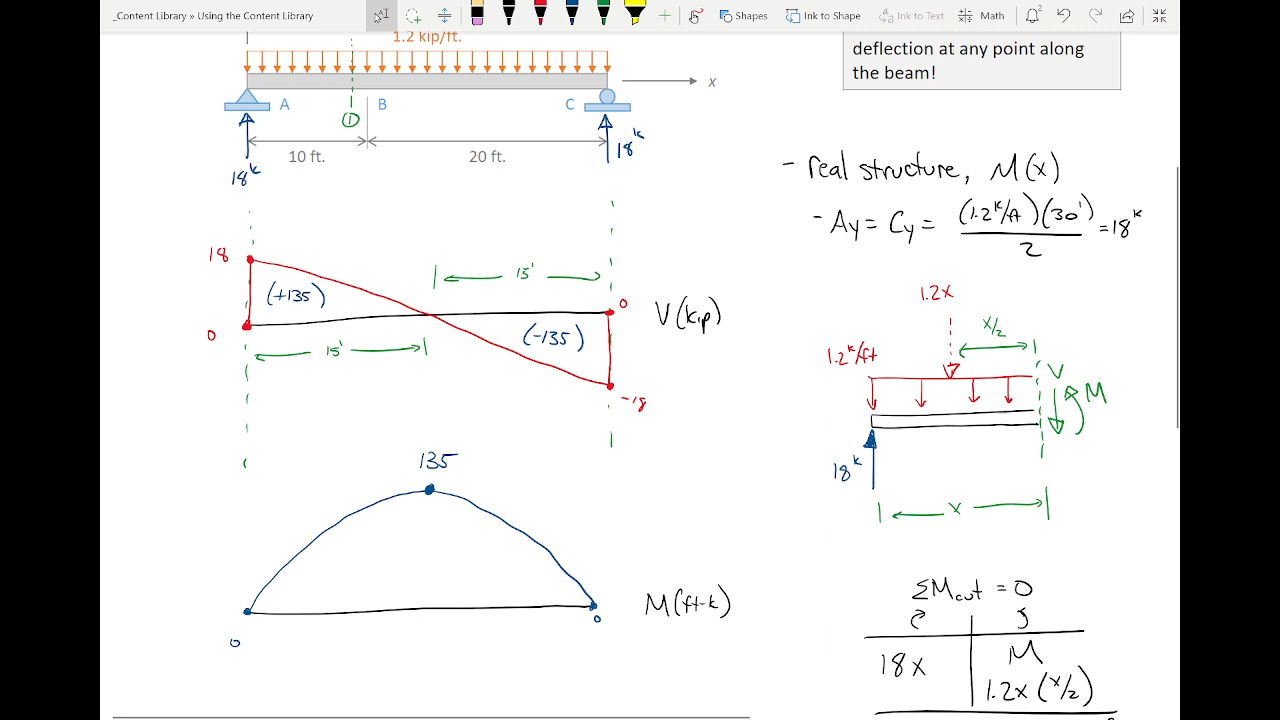 _Content Library » Using the Content Library
Shapes
Ink to Shape
Ink to Text
Math
1.2 kip/ft.
x
A
B
C
1
10 ft.
20 ft.
18ᵏ
18ᵏ
deflection at any point along
the beam!
- real structure, M(x)
- Ay = Cy = (1.2ᵏ/ft)(30') / 2 = 18ᵏ
18
(+135)
0
15'
15'
0
(-135)
-18
V(kip)
1.2x
x/2
1.2ᵏ/ft
V
M
18ᵏ
x
135
0
0
M(ft-k)
ΣMcut = 0
18x
M
1.2x (x/2)